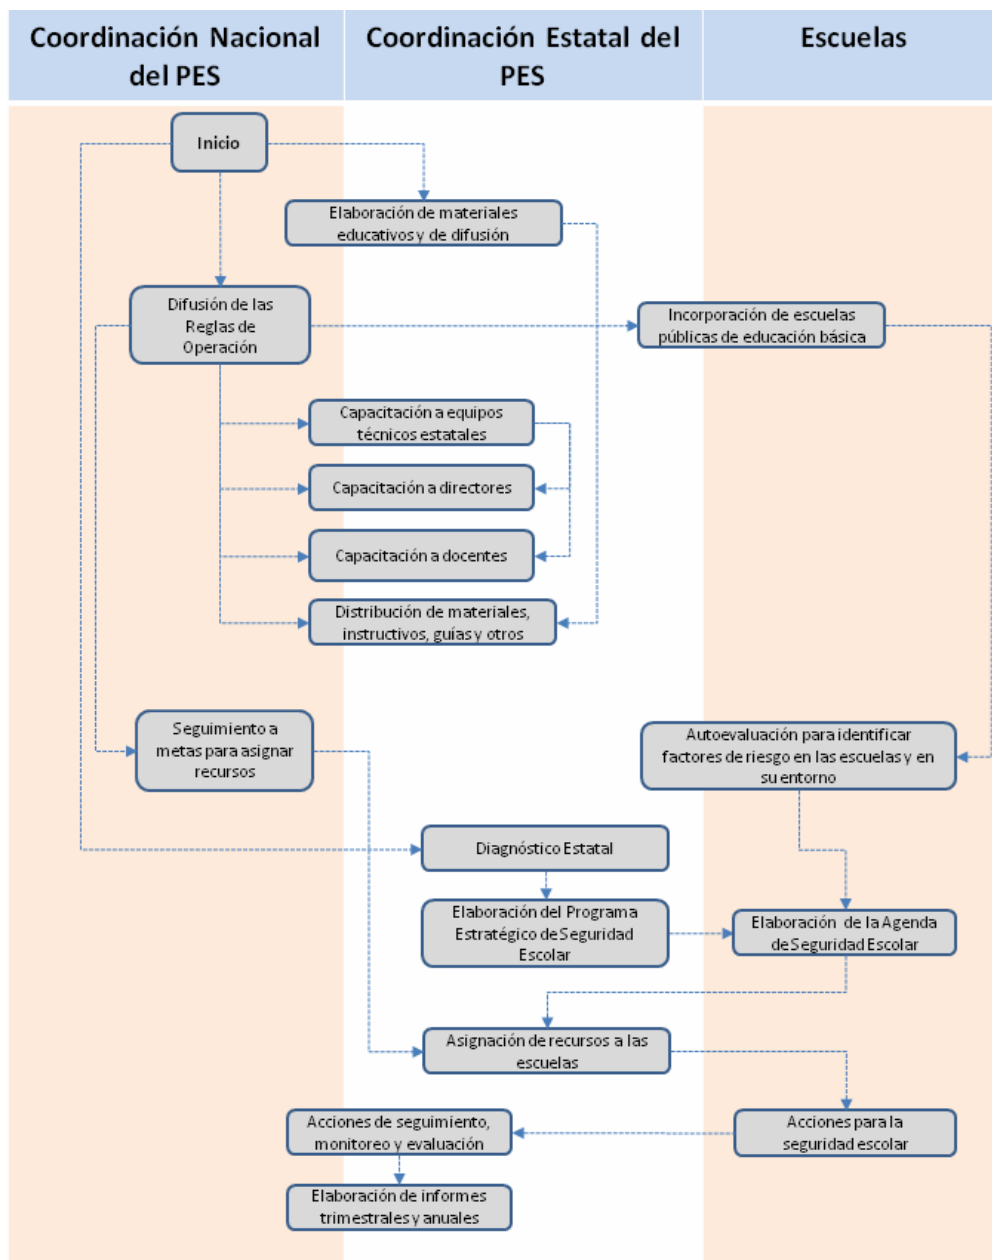 Coordinación Nacional
del PES
Coordinación Estatal del
PES
Escuelas
Inicio
Elaboración de materiales
educativos y de difusión
Difusión de las
Reglas de
Operación
Incorporación de escuelas
públicas de educación básica
Capacitación a equipos
técnicos estatales
Capacitación a directores
Capacitación a docentes
Distribución de materiales,
instructivos, guías y otros
Seguimiento a
metas para asignar
recursos
Autoevaluación para identificar
factores de riesgo en las escuelas y en
su entorno
Diagnóstico Estatal
Elaboración del Programa
Estratégico de Seguridad
Escolar
Elaboración de la Agenda
de Seguridad Escolar
Asignación de recursos a las
escuelas
Acciones de seguimiento,
monitoreo y evaluación
Acciones para la
seguridad escolar
Elaboración de informes
trimestrales y anuales